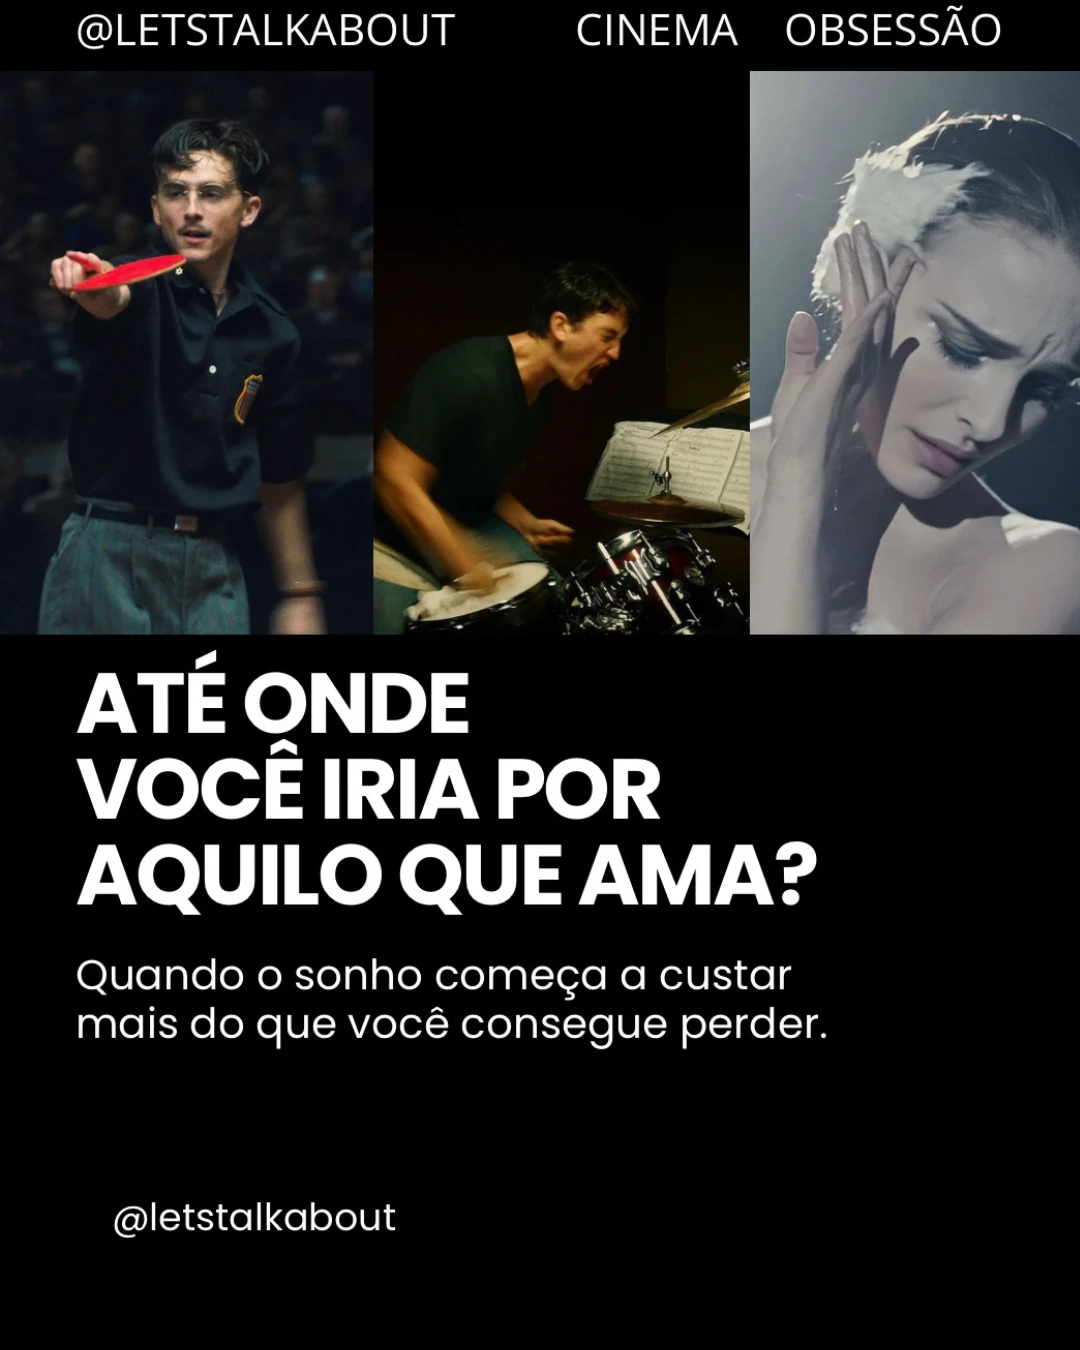 @LETSTALKABOUT CINEMA OBSESSÃO
ATÉ ONDE
VOCÊ IRIA POR
AQUILO QUE AMA?
Quando o sonho começa a custar
mais do que você consegue perder.
@letstalkabout